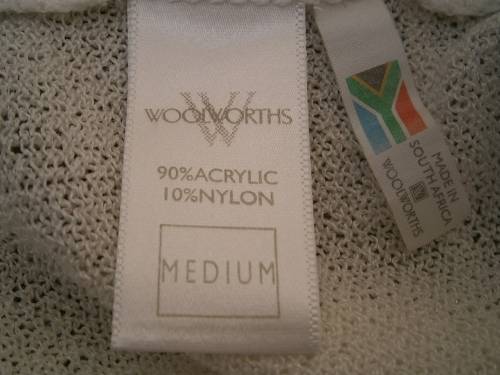 WOOLWORTHS
W
90%ACRYLIC
10%NYLON
MEDIUM
MADE IN
SOUTH AFRICA
W
WOOLWORTHS